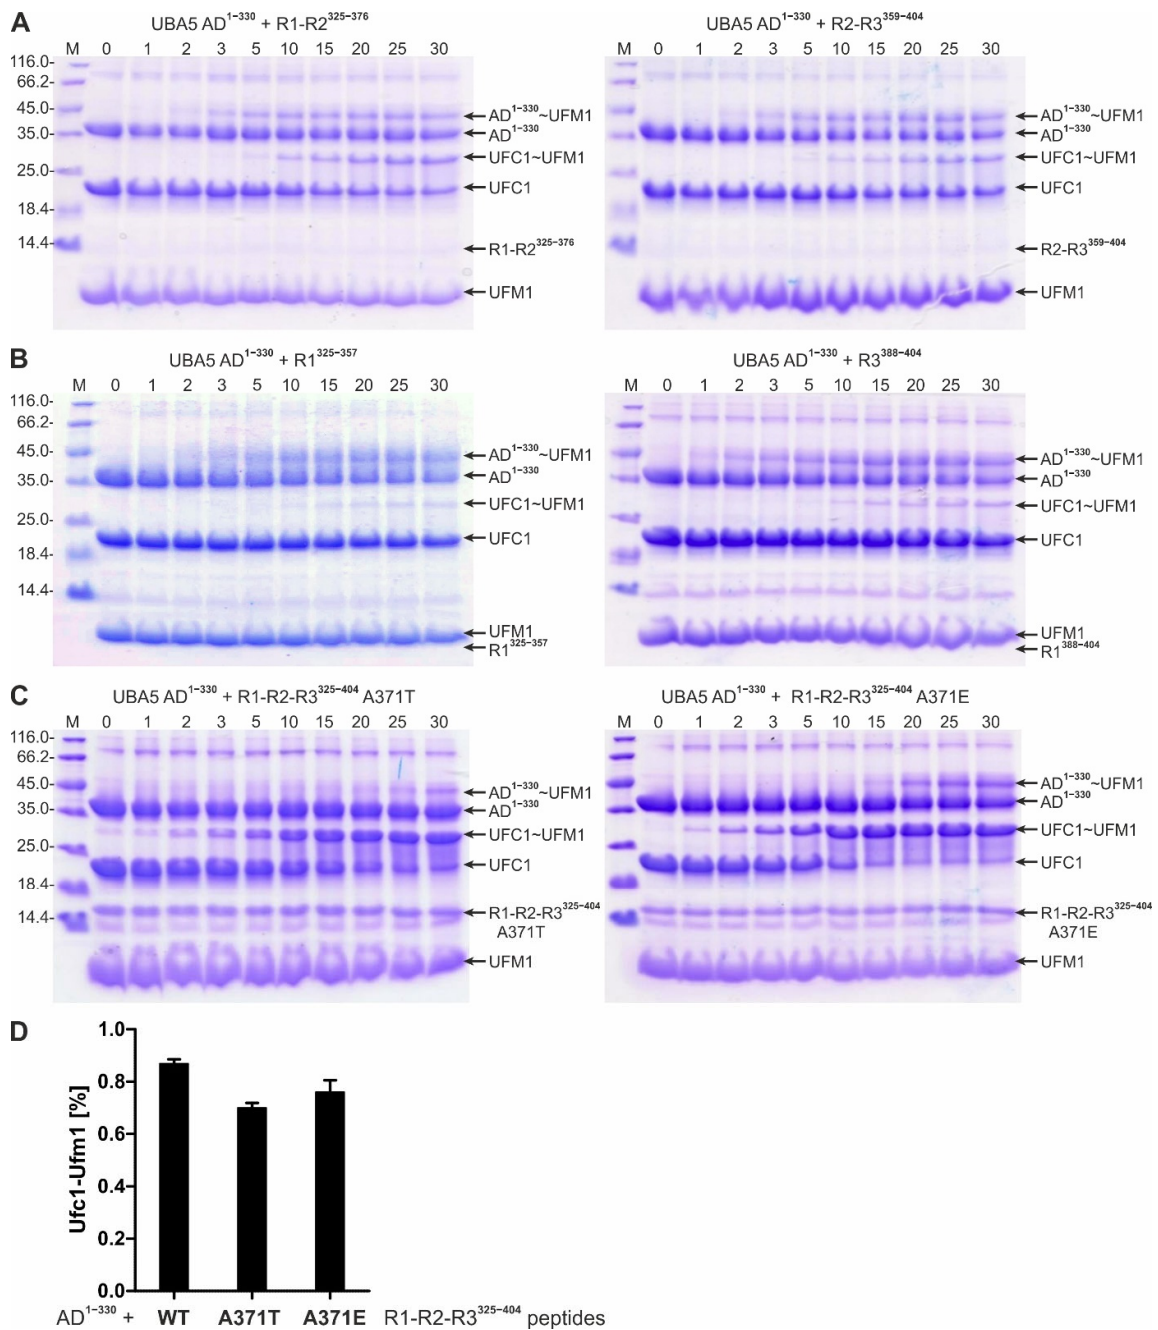 A
UBA5 AD¹⁻³³⁰ + R1-R2³²⁵⁻³⁷⁶
M 0 1 2 3 5 10 15 20 25 30
116.0-
66.2-
45.0-
35.0-
25.0-
18.4-
14.4-
AD¹⁻³³⁰~UFM1
AD¹⁻³³⁰
UFC1~UFM1
UFC1
R1-R2³²⁵⁻³⁷⁶
UFM1
UBA5 AD¹⁻³³⁰ + R2-R3³⁵⁹⁻⁴⁰⁴
M 0 1 2 3 5 10 15 20 25 30
AD¹⁻³³⁰~UFM1
AD¹⁻³³⁰
UFC1~UFM1
UFC1
R2-R3³⁵⁹⁻⁴⁰⁴
UFM1
B
UBA5 AD¹⁻³³⁰ + R1³²⁵⁻³⁵⁷
M 0 1 2 3 5 10 15 20 25 30
116.0-
66.2-
45.0-
35.0-
25.0-
18.4-
14.4-
AD¹⁻³³⁰~UFM1
AD¹⁻³³⁰
UFC1~UFM1
UFC1
UFM1
R1³²⁵⁻³⁵⁷
UBA5 AD¹⁻³³⁰ + R3³⁸⁸⁻⁴⁰⁴
M 0 1 2 3 5 10 15 20 25 30
AD¹⁻³³⁰~UFM1
AD¹⁻³³⁰
UFC1~UFM1
UFC1
UFM1
R1³⁸⁸⁻⁴⁰⁴
C
UBA5 AD¹⁻³³⁰ + R1-R2-R3³²⁵⁻⁴⁰⁴ A371T
M 0 1 2 3 5 10 15 20 25 30
116.0-
66.2-
45.0-
35.0-
25.0-
18.4-
14.4-
AD¹⁻³³⁰~UFM1
AD¹⁻³³⁰
UFC1~UFM1
UFC1
R1-R2-R3³²⁵⁻⁴⁰⁴
A371T
UFM1
UBA5 AD¹⁻³³⁰ + R1-R2-R3³²⁵⁻⁴⁰⁴ A371E
M 0 1 2 3 5 10 15 20 25 30
AD¹⁻³³⁰~UFM1
AD¹⁻³³⁰
UFC1~UFM1
UFC1
R1-R2-R3³²⁵⁻⁴⁰⁴
A371E
UFM1
D
Ufc1-Ufm1 [%]
1.0
0.8
0.6
0.4
0.2
0.0
AD¹⁻³³⁰ + WT A371T A371E R1-R2-R3³²⁵⁻⁴⁰⁴ peptides